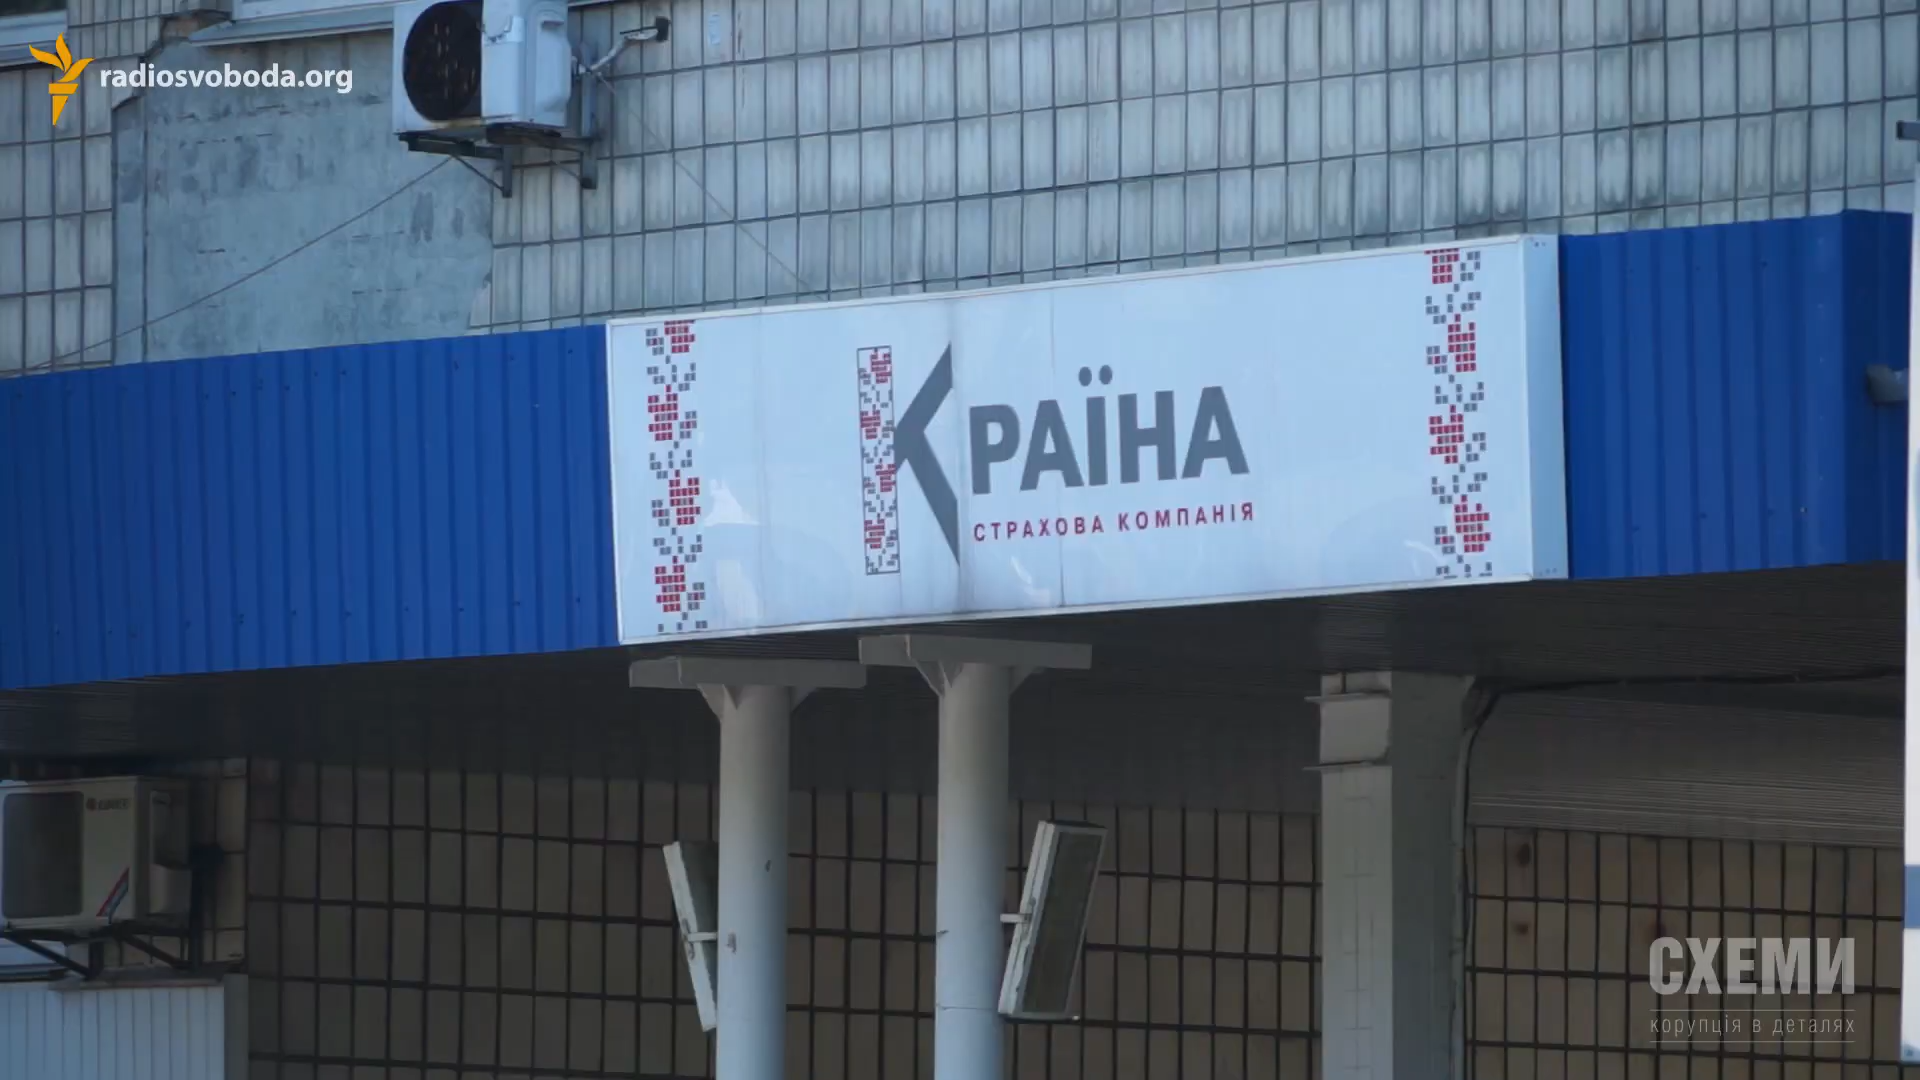 radiosvoboda.org
КРАЇНА
СТРАХОВА КОМПАНІЯ
СХЕМИ
корупція в деталях